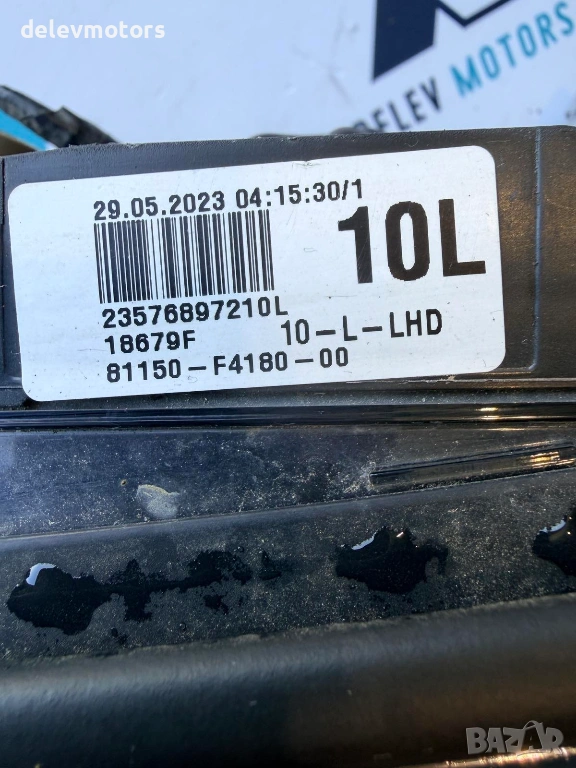 delevmotors
DELEV MOTORS
29.05.2023 04:15:30/1
10L
23576897210L
18679F 10-L-LHD
81150-F4180-00
BAZAR